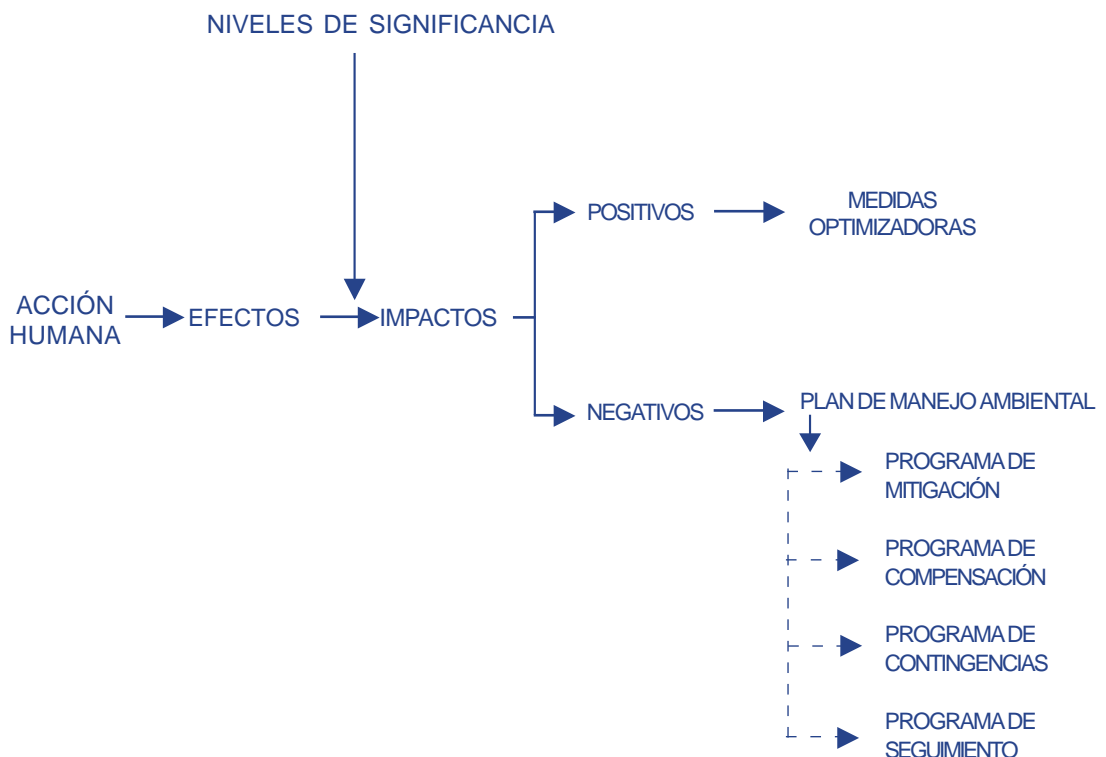 NIVELES DE SIGNIFICANCIA
POSITIVOS
MEDIDAS
OPTIMIZADORAS
ACCIÓN
HUMANA
EFECTOS
IMPACTOS
NEGATIVOS
PLAN DE MANEJO AMBIENTAL
PROGRAMA DE
MITIGACIÓN
PROGRAMA DE
COMPENSACIÓN
PROGRAMA DE
CONTINGENCIAS
PROGRAMA DE
SEGUIMIENTO